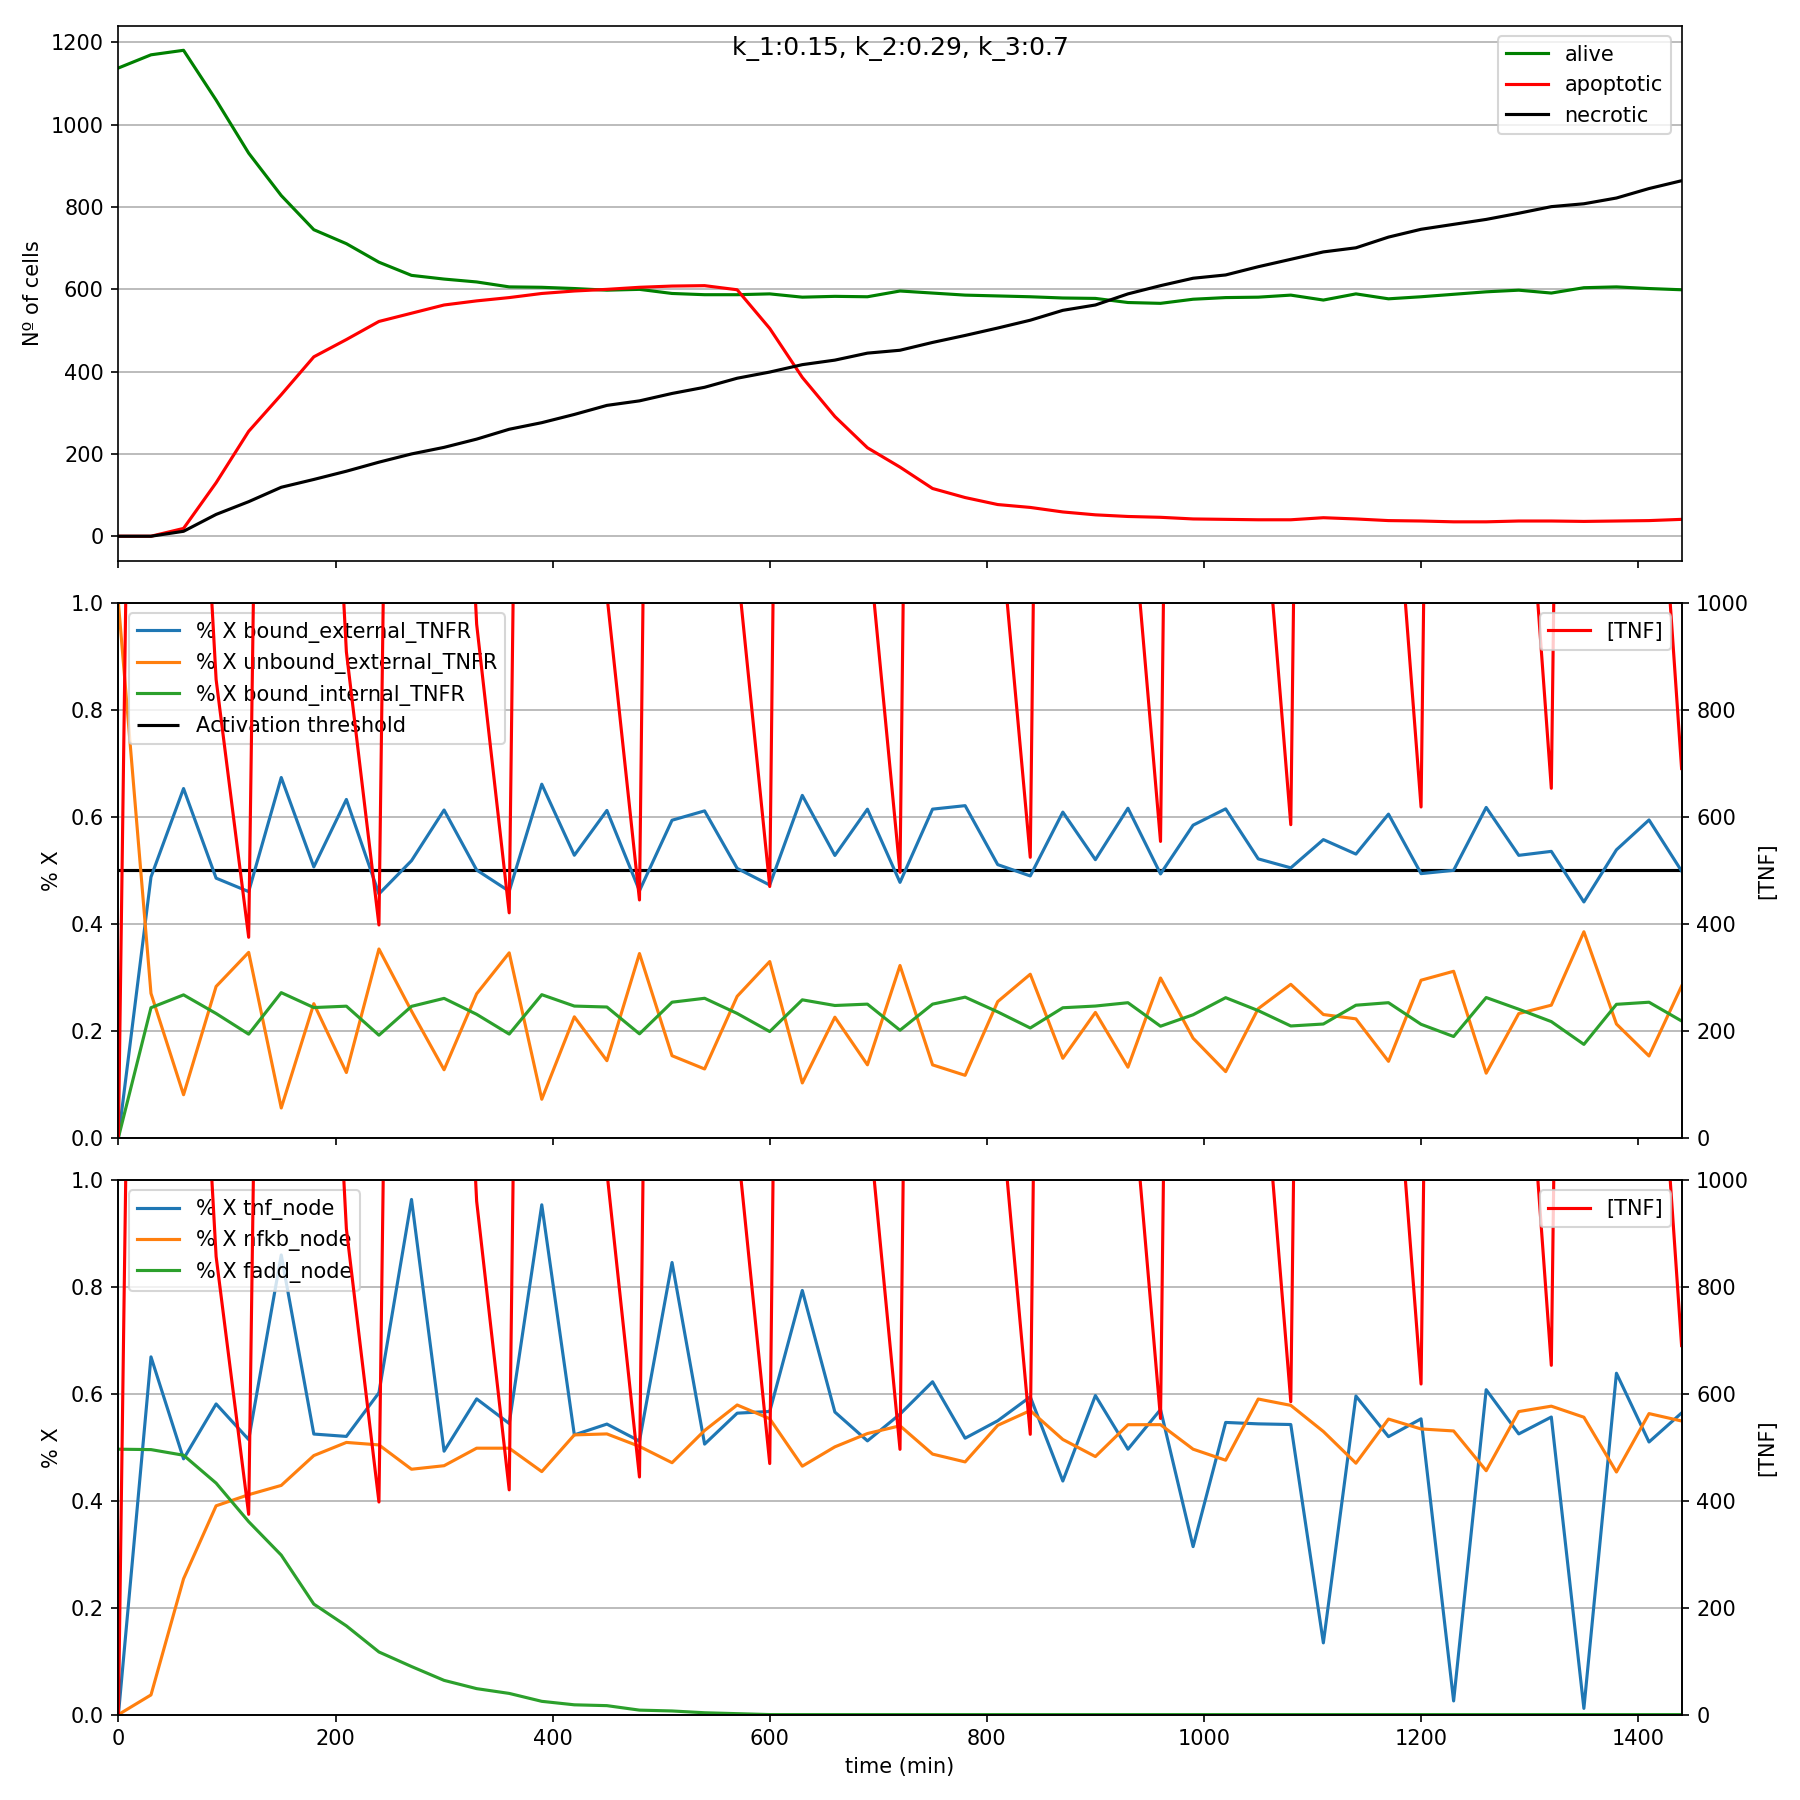 k_1:0.15, k_2:0.29, k_3:0.7
1200
1000
800
600
400
200
0
Nº of cells
alive
apoptotic
necrotic
1.0
0.8
0.6
0.4
0.2
0.0
% X
% X bound_external_TNFR
% X unbound_external_TNFR
% X bound_internal_TNFR
Activation threshold
[TNF]
1000
800
600
400
200
0
[TNF]
1.0
0.8
0.6
0.4
0.2
0.0
% X
% X tnf_node
% X nfkb_node
% X fadd_node
[TNF]
1000
800
600
400
200
0
[TNF]
0 200 400 600 800 1000 1200 1400
time (min)